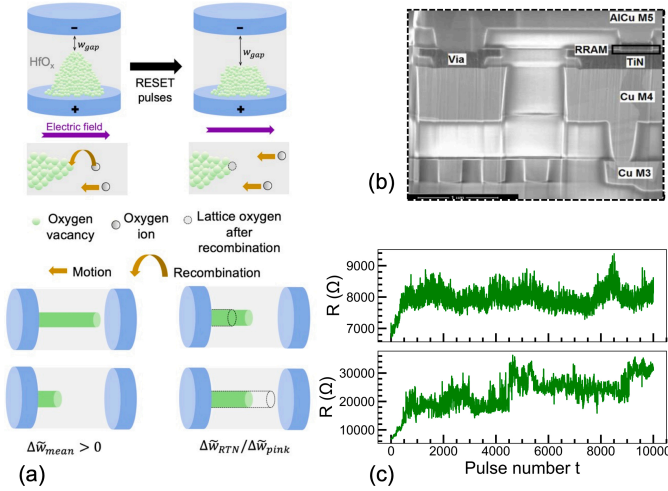 −
w_gap
HfOₓ
+
RESET
pulses
−
w_gap
+
Electric field
Oxygen
vacancy
Oxygen
ion
Lattice oxygen
after
recombination
Motion
Recombination
Δw̃_mean > 0
Δw̃_RTN/Δw̃_pink
(a)
AlCu M5
RRAM
Via
TiN
Cu M4
Cu M3
(b)
R (Ω)
9000
8000
7000
R (Ω)
30000
20000
10000
0 2000 4000 6000 8000 10000
Pulse number t
(c)